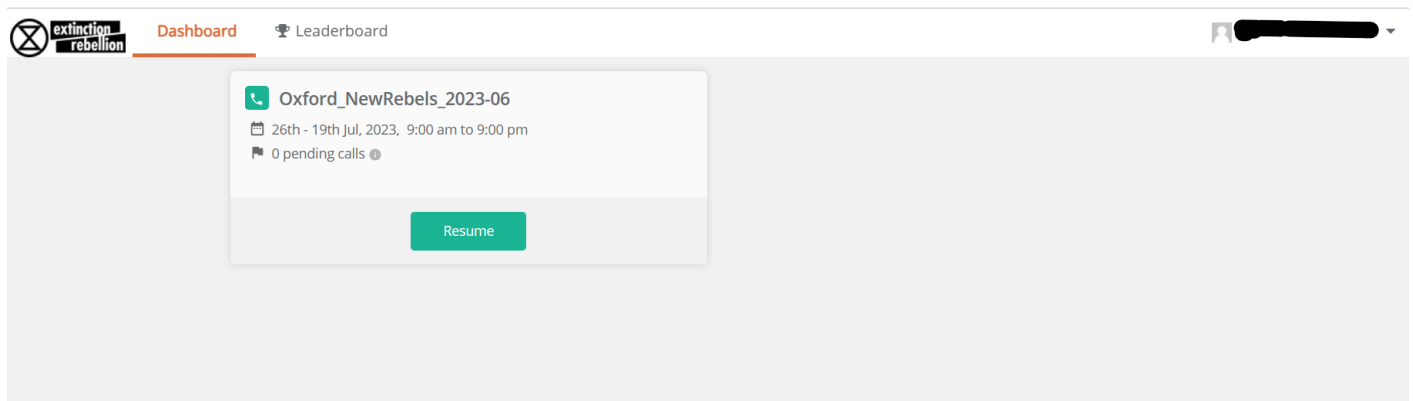 extinction
rebellion
Dashboard
Leaderboard
Oxford_NewRebels_2023-06
26th - 19th Jul, 2023, 9:00 am to 9:00 pm
0 pending calls
Resume